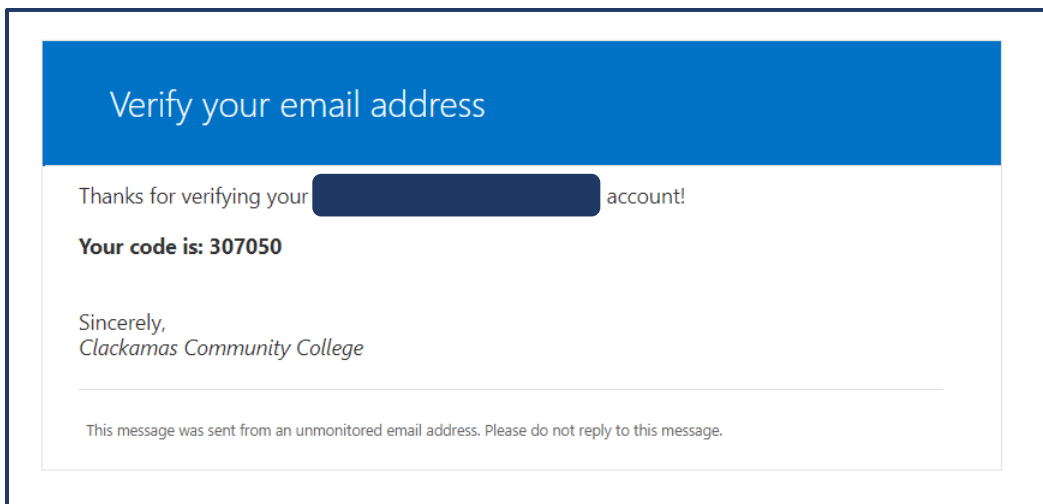 Verify your email address
Thanks for verifying your account!
Your code is: 307050
Sincerely,
Clackamas Community College
This message was sent from an unmonitored email address. Please do not reply to this message.